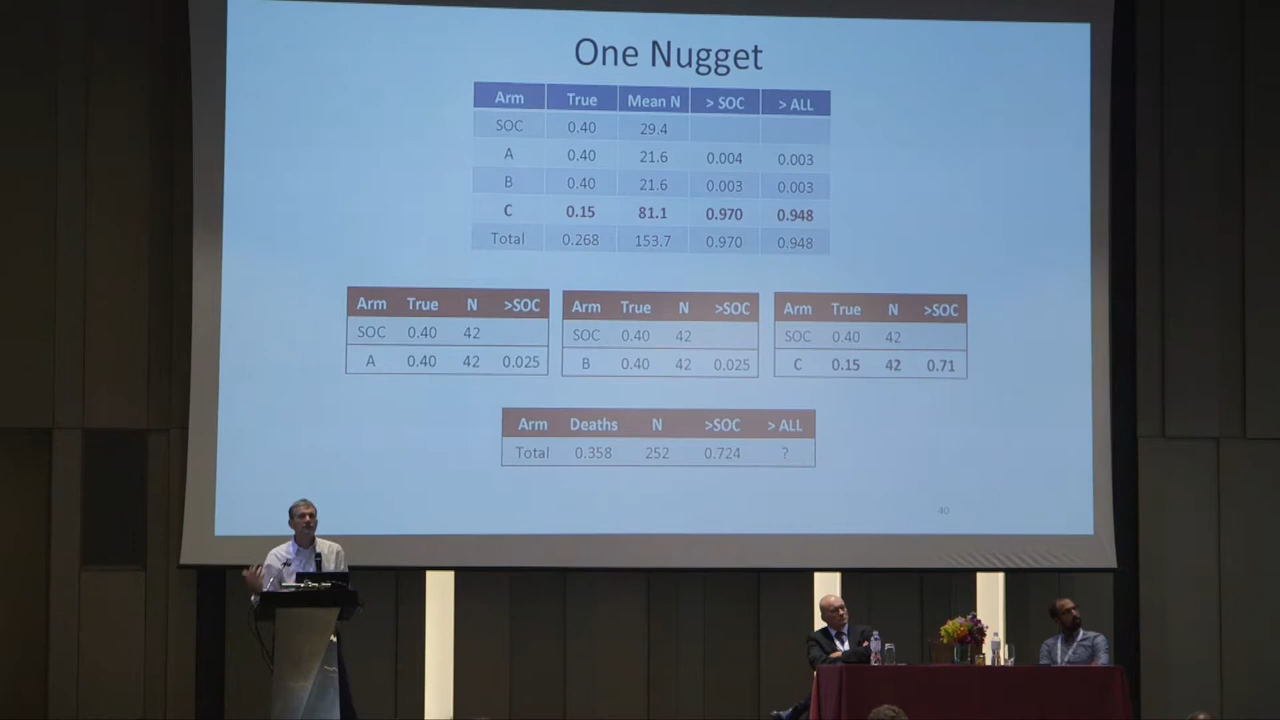 One Nugget
Arm True Mean N > SOC > ALL
SOC 0.40 29.4
A 0.40 21.6 0.004 0.003
B 0.40 21.6 0.003 0.003
C 0.15 81.1 0.970 0.948
Total 0.268 153.7 0.970 0.948
Arm True N >SOC
SOC 0.40 42
A 0.40 42 0.025
Arm True N >SOC
SOC 0.40 42
B 0.40 42 0.025
Arm True N >SOC
SOC 0.40 42
C 0.15 42 0.71
Arm Deaths N >SOC > ALL
Total 0.358 252 0.724 ?
40